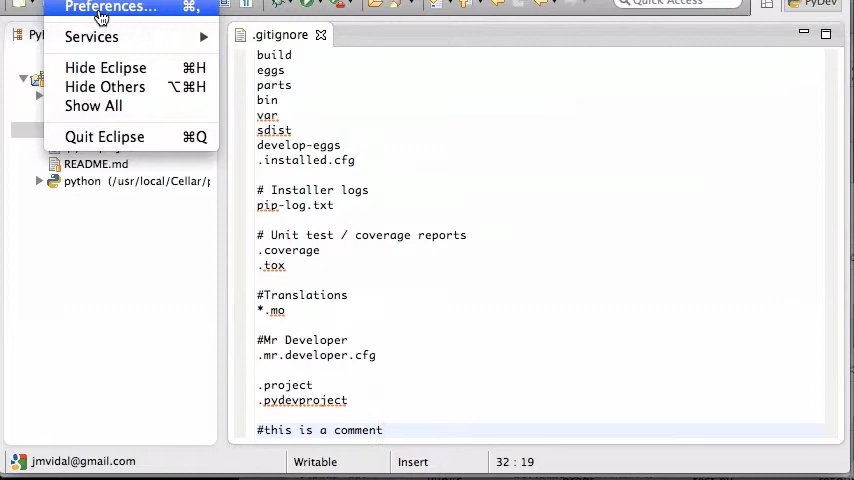 Preferences... ⌘,
Quick Access
PyDev
Services
Hide Eclipse ⌘H
Hide Others ⌥⌘H
Show All
Quit Eclipse ⌘Q
README.md
python (/usr/local/Cellar/p
.gitignore
build
eggs
parts
bin
var
sdist
develop-eggs
.installed.cfg
# Installer logs
pip-log.txt
# Unit test / coverage reports
.coverage
.tox
#Translations
*.mo
#Mr Developer
.mr.developer.cfg
.project
.pydevproject
#this is a comment
jmvidal@gmail.com
Writable
Insert
32 : 19